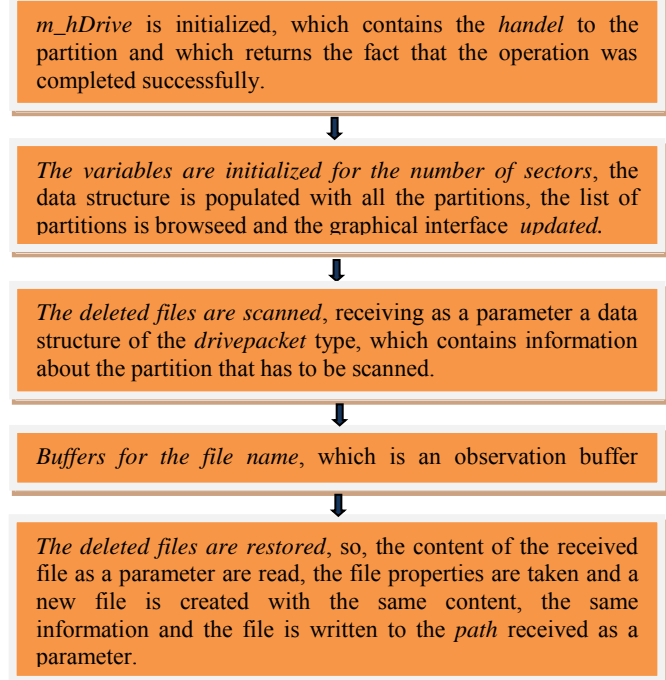 m_hDrive is initialized, which contains the handel to the
partition and which returns the fact that the operation was
completed successfully.
The variables are initialized for the number of sectors, the
data structure is populated with all the partitions, the list of
partitions is browseed and the graphical interface updated.
The deleted files are scanned, receiving as a parameter a data
structure of the drivepacket type, which contains information
about the partition that has to be scanned.
Buffers for the file name, which is an observation buffer
The deleted files are restored, so, the content of the received
file as a parameter are read, the file properties are taken and a
new file is created with the same content, the same
information and the file is written to the path received as a
parameter.